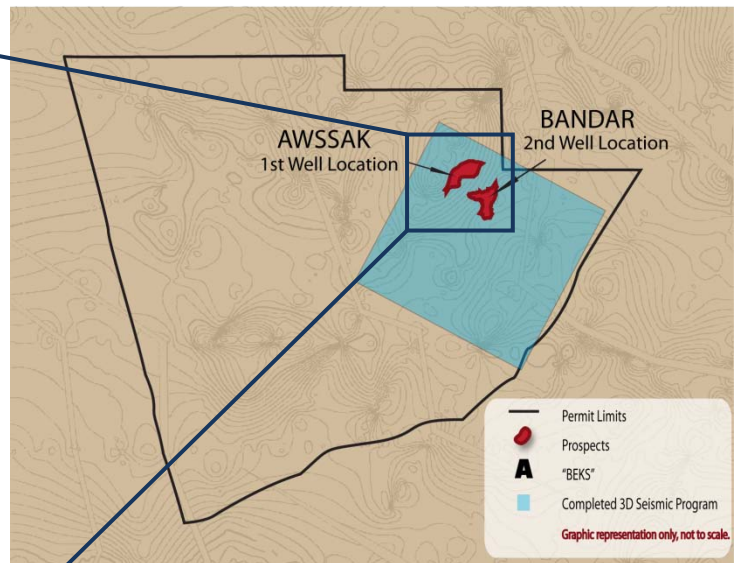 AWSSAK
1st Well Location
BANDAR
2nd Well Location
Permit Limits
Prospects
A "BEKS"
Completed 3D Seismic Program
Graphic representation only, not to scale.